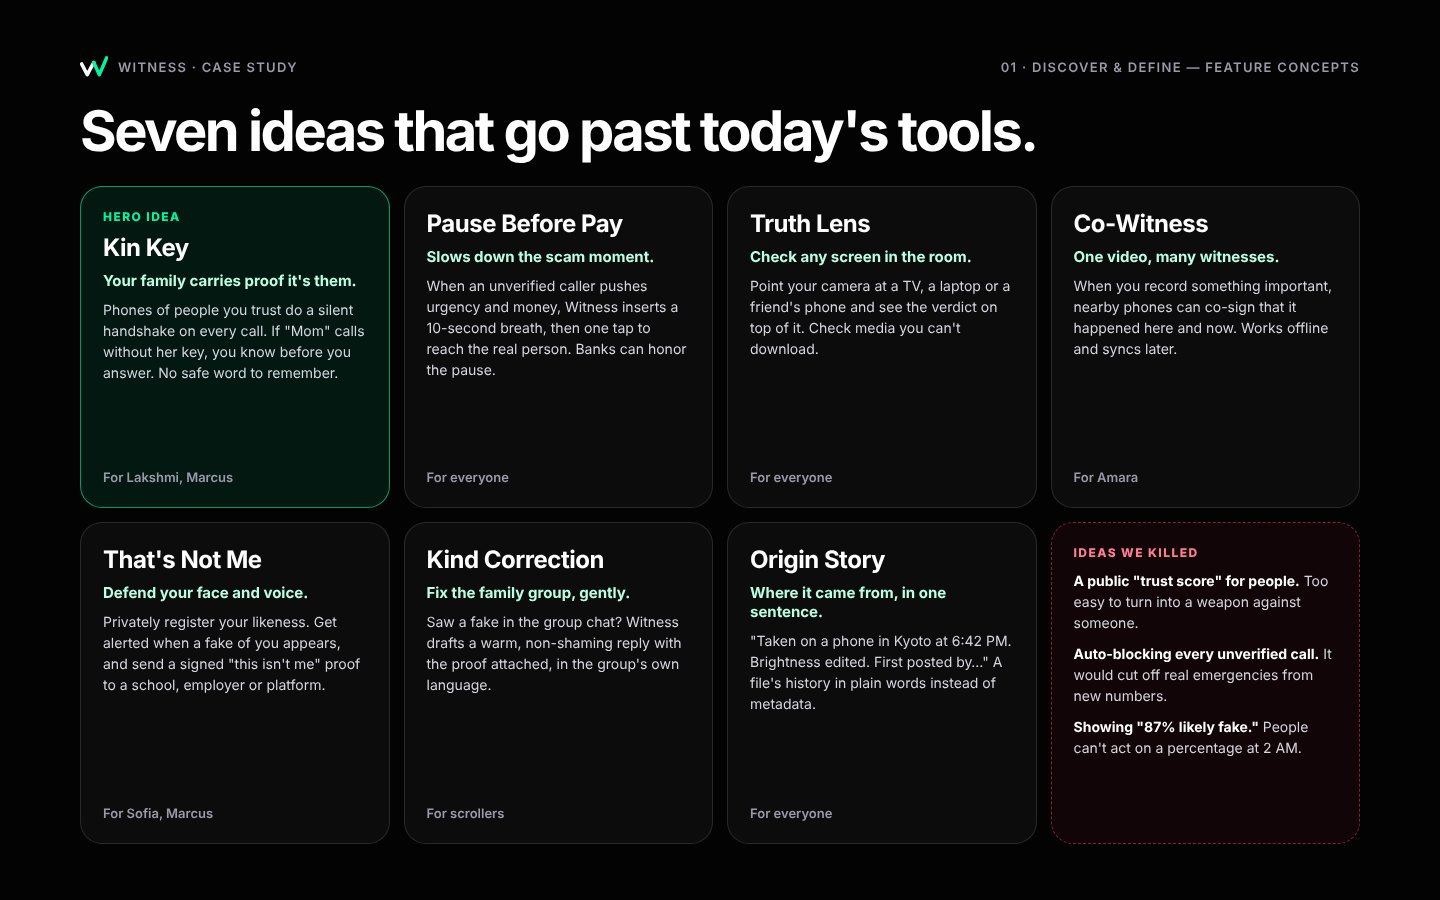 WITNESS · CASE STUDY
01 · DISCOVER & DEFINE — FEATURE CONCEPTS
Seven ideas that go past today's tools.
HERO IDEA
Kin Key
Your family carries proof it's them.
Phones of people you trust do a silent
handshake on every call. If "Mom" calls
without her key, you know before you
answer. No safe word to remember.
For Lakshmi, Marcus
Pause Before Pay
Slows down the scam moment.
When an unverified caller pushes
urgency and money, Witness inserts a
10-second breath, then one tap to
reach the real person. Banks can honor
the pause.
For everyone
Truth Lens
Check any screen in the room.
Point your camera at a TV, a laptop or a
friend's phone and see the verdict on
top of it. Check media you can't
download.
For everyone
Co-Witness
One video, many witnesses.
When you record something important,
nearby phones can co-sign that it
happened here and now. Works offline
and syncs later.
For Amara
That's Not Me
Defend your face and voice.
Privately register your likeness. Get
alerted when a fake of you appears,
and send a signed "this isn't me" proof
to a school, employer or platform.
For Sofia, Marcus
Kind Correction
Fix the family group, gently.
Saw a fake in the group chat? Witness
drafts a warm, non-shaming reply with
the proof attached, in the group's own
language.
For scrollers
Origin Story
Where it came from, in one
sentence.
"Taken on a phone in Kyoto at 6:42 PM.
Brightness edited. First posted by..." A
file's history in plain words instead of
metadata.
For everyone
IDEAS WE KILLED
A public "trust score" for people. Too
easy to turn into a weapon against
someone.
Auto-blocking every unverified call. It
would cut off real emergencies from
new numbers.
Showing "87% likely fake." People
can't act on a percentage at 2 AM.